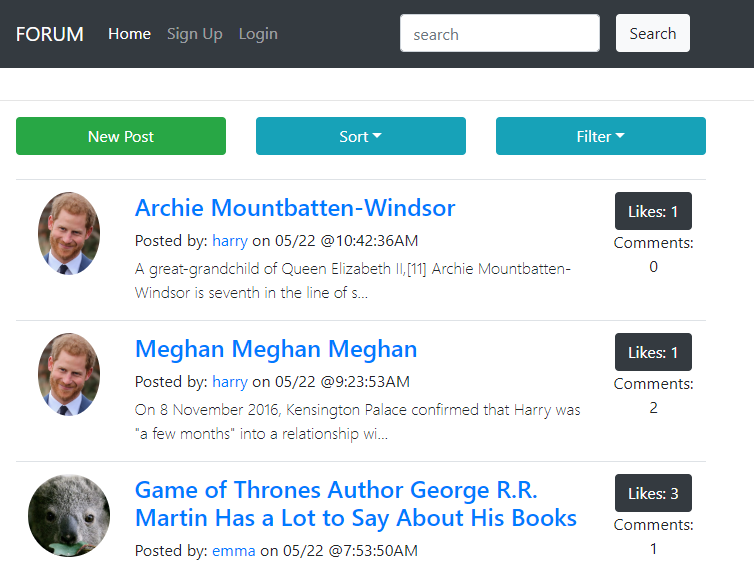 FORUM Home Sign Up Login search Search
New Post Sort Filter
Archie Mountbatten-Windsor
Likes: 1
Posted by: harry on 05/22 @10:42:36AM
Comments:
0
A great-grandchild of Queen Elizabeth II,[11] Archie Mountbatten-
Windsor is seventh in the line of s...
Meghan Meghan Meghan
Likes: 1
Posted by: harry on 05/22 @9:23:53AM
Comments:
2
On 8 November 2016, Kensington Palace confirmed that Harry was
"a few months" into a relationship wi...
Game of Thrones Author George R.R.
Martin Has a Lot to Say About His Books
Likes: 3
Comments:
1
Posted by: emma on 05/22 @7:53:50AM